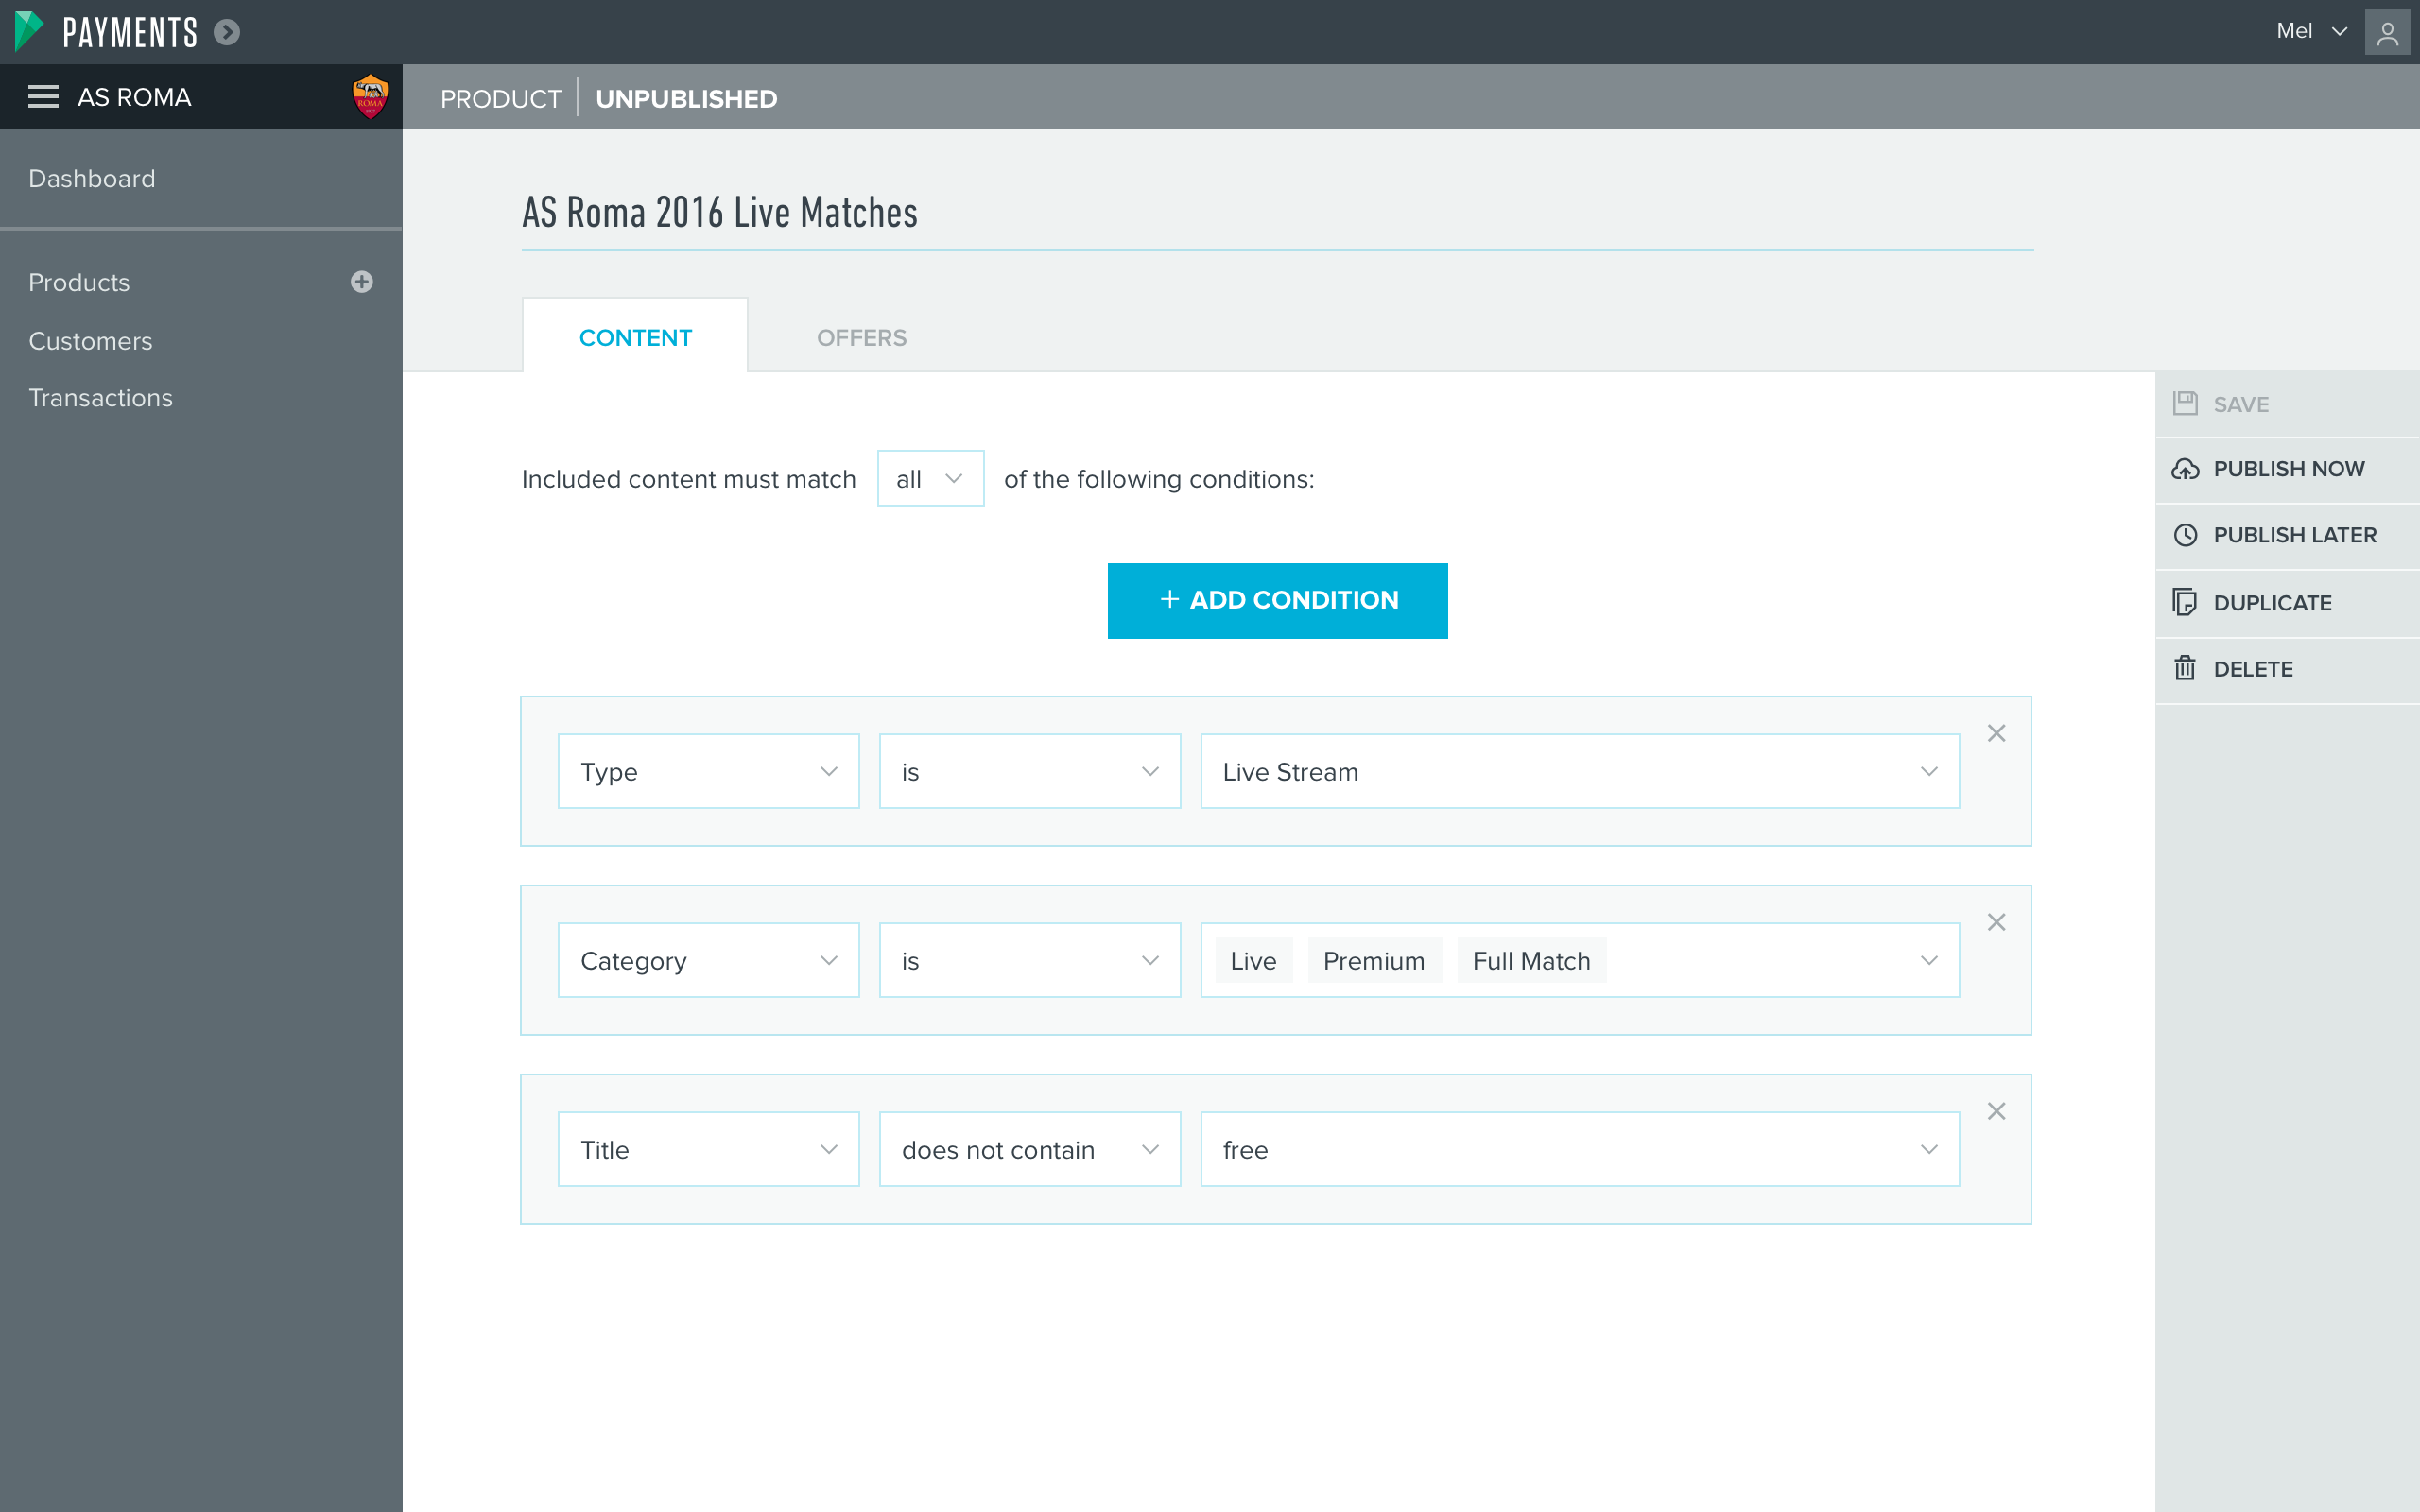 PAYMENTS
Mel
AS ROMA
ROMA
PRODUCT UNPUBLISHED
Dashboard
Products
Customers
Transactions
AS Roma 2016 Live Matches
CONTENT OFFERS
Included content must match all of the following conditions:
+ ADD CONDITION
Type is Live Stream
Category is Live Premium Full Match
Title does not contain free
SAVE
PUBLISH NOW
PUBLISH LATER
DUPLICATE
DELETE